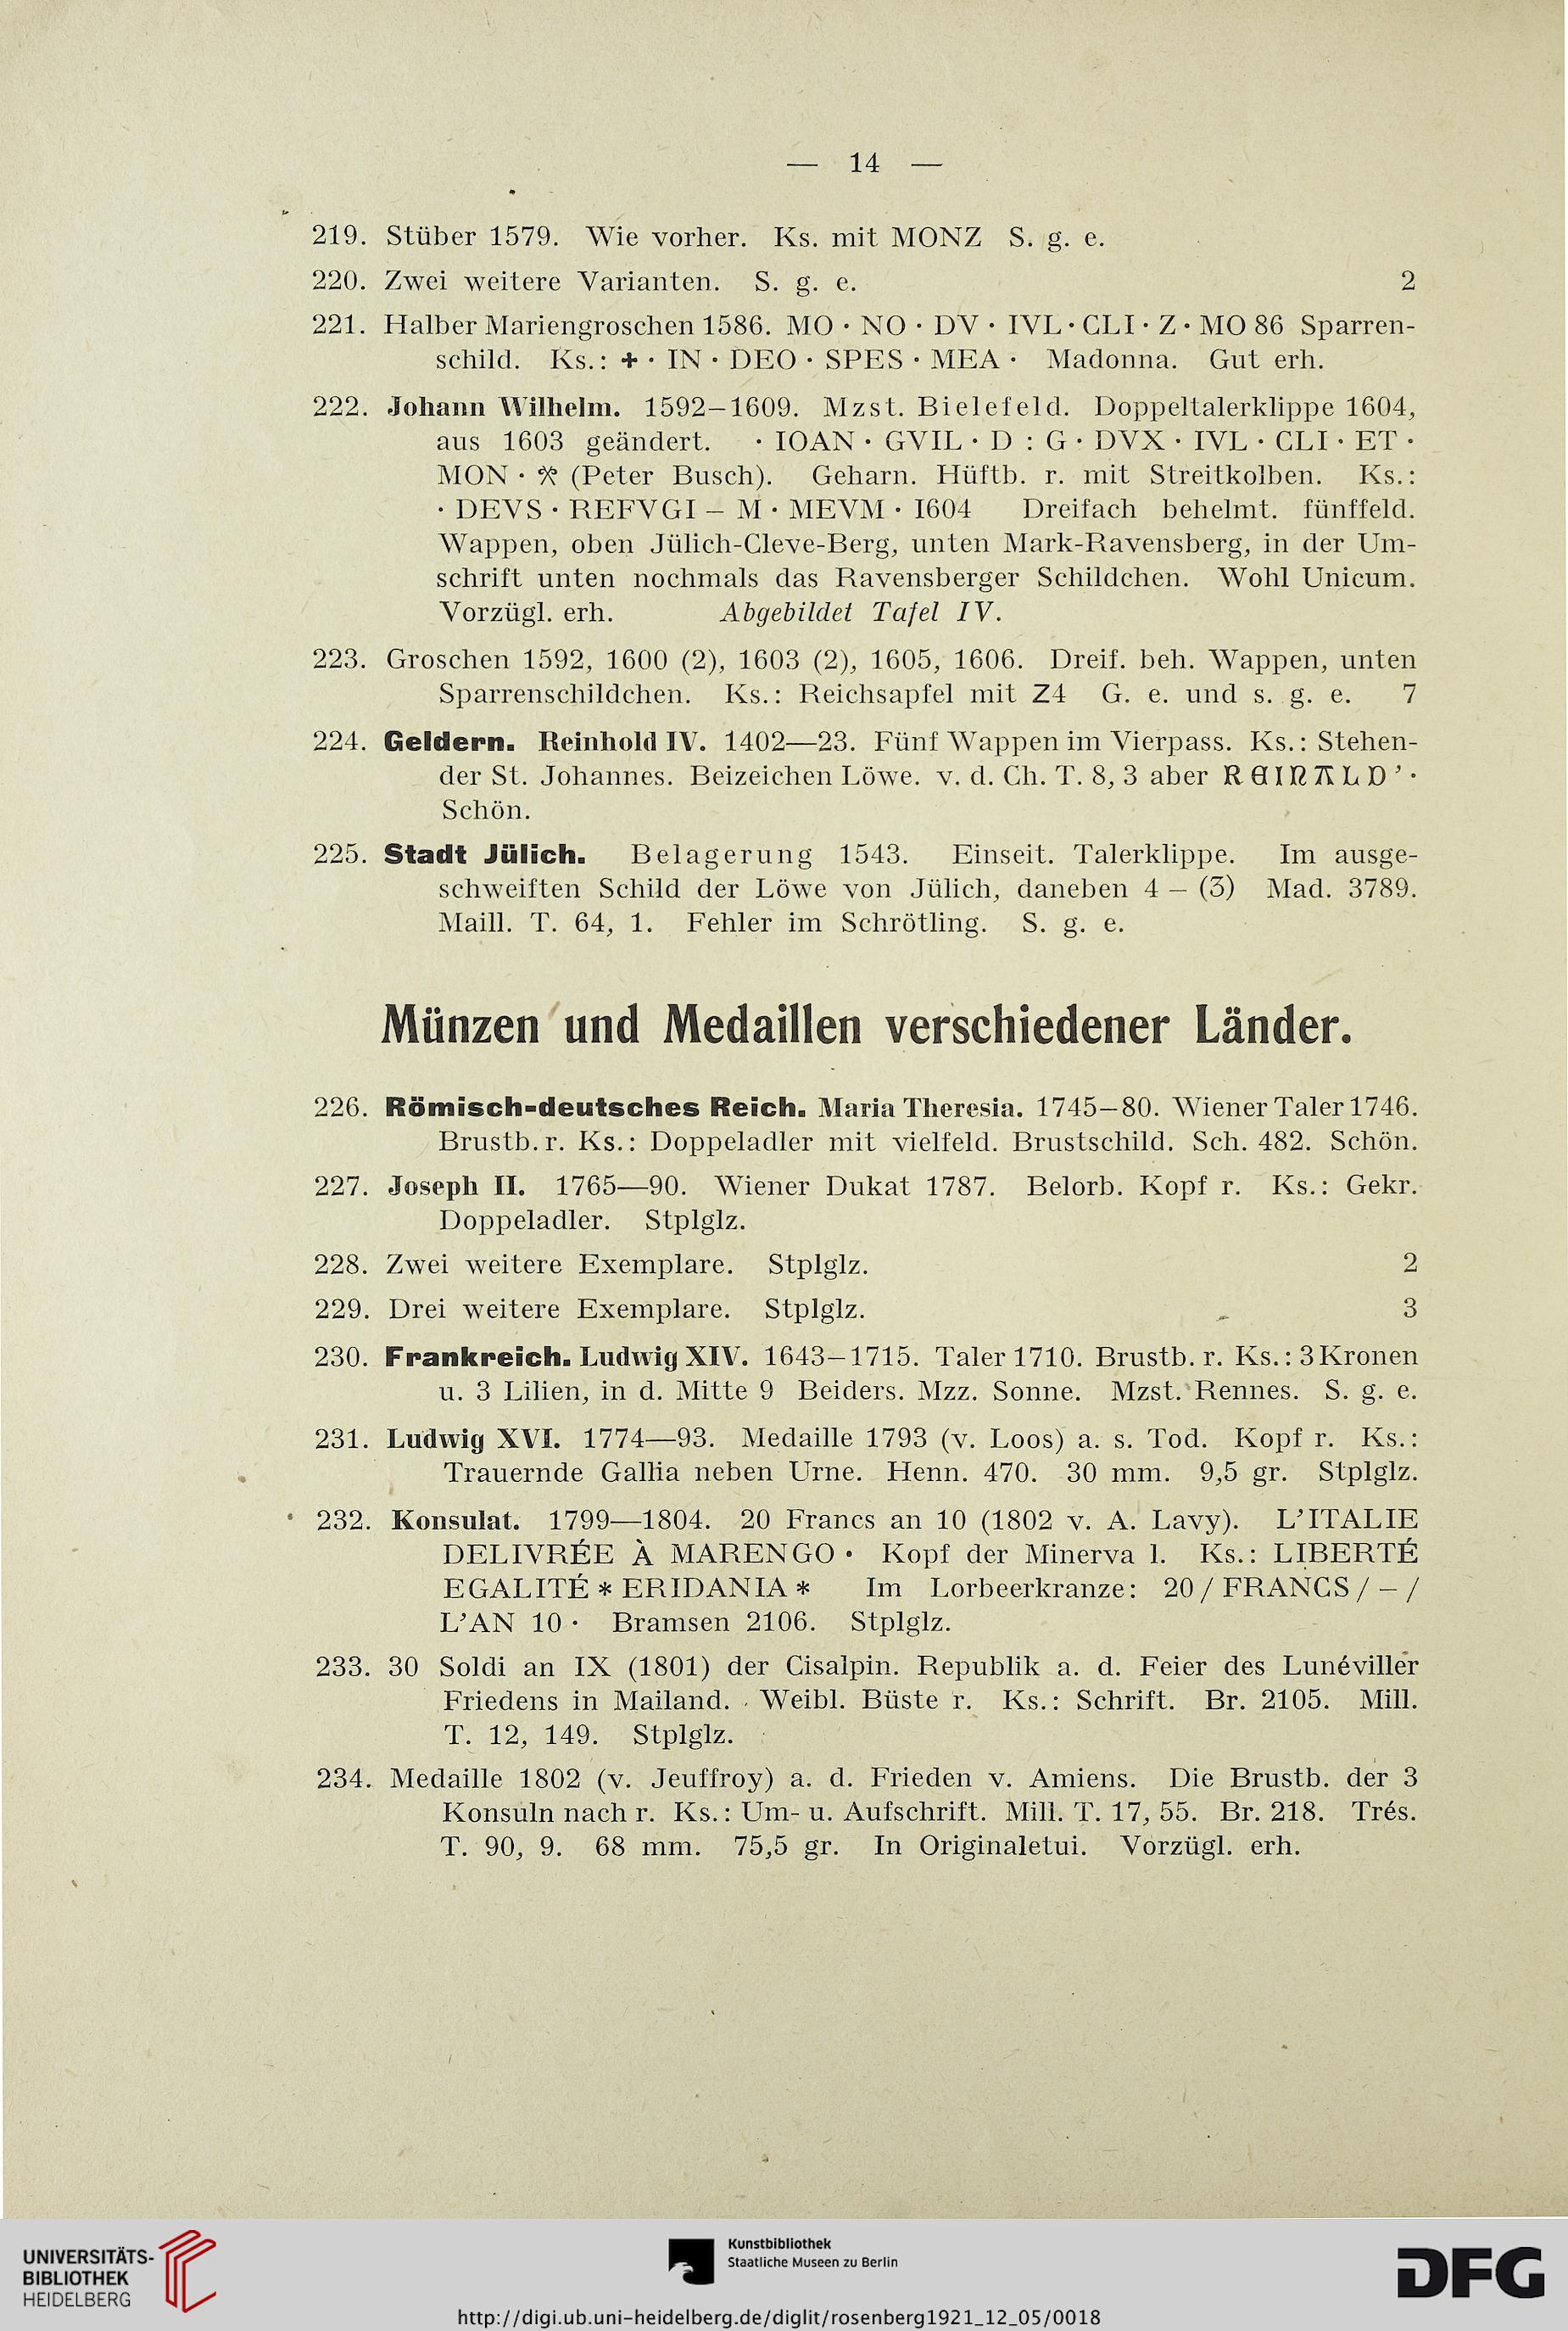 — 14 —
219. Stüber 1579. Wie vorher. Ks. mit MONZ S. g. e.
220. Zwei weitere Varianten. S. g. e. 2
221. Halber Mariengroschen 1586. MO · NO · DV · IVL · CLI · Z · MO 86 Sparren-
schild. Ks.: + · IN · DEO · SPES · MEA · Madonna. Gut erh.
222. Johann Wilhelm. 1592–1609. Mzst. Bielefeld. Doppeltalerklippe 1604,
aus 1603 geändert. · IOAN · GVIL · D : G · DVX · IVL · CLI · ET ·
MON · (Peter Busch). Geharn. Hüftb. r. mit Streitkolben. Ks.:
· DEVS · REFVGI – M · MEVM · I604 Dreifach behelmt. fünffeld.
Wappen, oben Jülich-Cleve-Berg, unten Mark-Ravensberg, in der Um-
schrift unten nochmals das Ravensberger Schildchen. Wohl Unicum.
Vorzügl. erh. Abgebildet Tafel IV.
223. Groschen 1592, 1600 (2), 1603 (2), 1605, 1606. Dreif. beh. Wappen, unten
Sparrenschildchen. Ks.: Reichsapfel mit Z4 G. e. und s. g. e. 7
224. Geldern. Reinhold IV. 1402—23. Fünf Wappen im Vierpass. Ks.: Stehen-
der St. Johannes. Beizeichen Löwe. v. d. Ch. T. 8, 3 aber REINALD' ·
Schön.
225. Stadt Jülich. Belagerung 1543. Einseit. Talerklippe. Im ausge-
schweiften Schild der Löwe von Jülich, daneben 4 – (3) Mad. 3789.
Maill. T. 64, 1. Fehler im Schrötling. S. g. e.
Münzen und Medaillen verschiedener Länder.
226. Römisch-deutsches Reich. Maria Theresia. 1745–80. Wiener Taler 1746.
Brustb. r. Ks.: Doppeladler mit vielfeld. Brustschild. Sch. 482. Schön.
227. Joseph II. 1765—90. Wiener Dukat 1787. Belorb. Kopf r. Ks.: Gekr.
Doppeladler. Stplglz.
228. Zwei weitere Exemplare. Stplglz. 2
229. Drei weitere Exemplare. Stplglz. 3
230. Frankreich. Ludwig XIV. 1643–1715. Taler 1710. Brustb. r. Ks.: 3 Kronen
u. 3 Lilien, in d. Mitte 9 Beiders. Mzz. Sonne. Mzst. Rennes. S. g. e.
231. Ludwig XVI. 1774—93. Medaille 1793 (v. Loos) a. s. Tod. Kopf r. Ks.:
Trauernde Gallia neben Urne. Henn. 470. 30 mm. 9,5 gr. Stplglz.
232. Konsulat. 1799—1804. 20 Francs an 10 (1802 v. A. Lavy). L'ITALIE
DELIVRÉE À MARENGO · Kopf der Minerva l. Ks.: LIBERTÉ
EGALITÉ * ERIDANIA * Im Lorbeerkranze: 20 / FRANCS / – /
L'AN 10 · Bramsen 2106. Stplglz.
233. 30 Soldi an IX (1801) der Cisalpin. Republik a. d. Feier des Lunéviller
Friedens in Mailand. Weibl. Büste r. Ks.: Schrift. Br. 2105. Mill.
T. 12, 149. Stplglz.
234. Medaille 1802 (v. Jeuffroy) a. d. Frieden v. Amiens. Die Brustb. der 3
Konsuln nach r. Ks.: Um- u. Aufschrift. Mill. T. 17, 55. Br. 218. Trés.
T. 90, 9. 68 mm. 75,5 gr. In Originaletui. Vorzügl. erh.
UNIVERSITÄTS-
BIBLIOTHEK
HEIDELBERG
Kunstbibliothek
Staatliche Museen zu Berlin
DFG
http://digi.ub.uni-heidelberg.de/diglit/rosenberg1921_12_05/0018